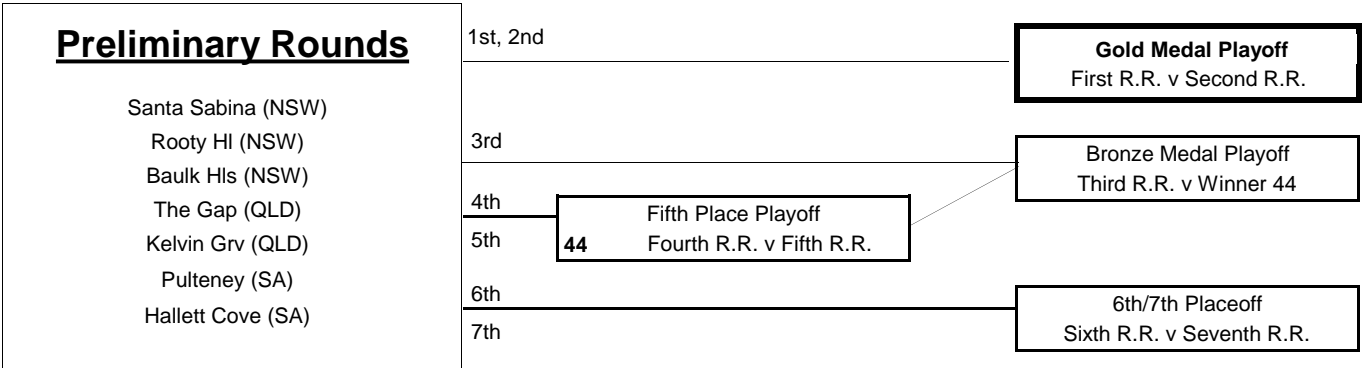 Preliminary Rounds
Santa Sabina (NSW)
Rooty Hl (NSW)
Baulk Hls (NSW)
The Gap (QLD)
Kelvin Grv (QLD)
Pulteney (SA)
Hallett Cove (SA)
1st, 2nd
Gold Medal Playoff
First R.R. v Second R.R.
3rd
Bronze Medal Playoff
Third R.R. v Winner 44
4th
5th
Fifth Place Playoff
44 Fourth R.R. v Fifth R.R.
6th
7th
6th/7th Placeoff
Sixth R.R. v Seventh R.R.